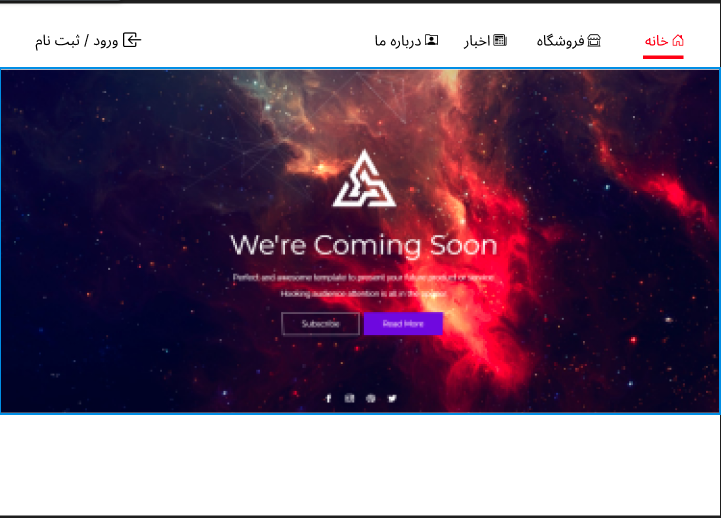 خانه
فروشگاه
اخبار
درباره ما
ورود / ثبت نام
We're Coming Soon
Perfect and awesome template to present your future product or service
Hooking audience attention is all in the opener
Subscribe
Read More